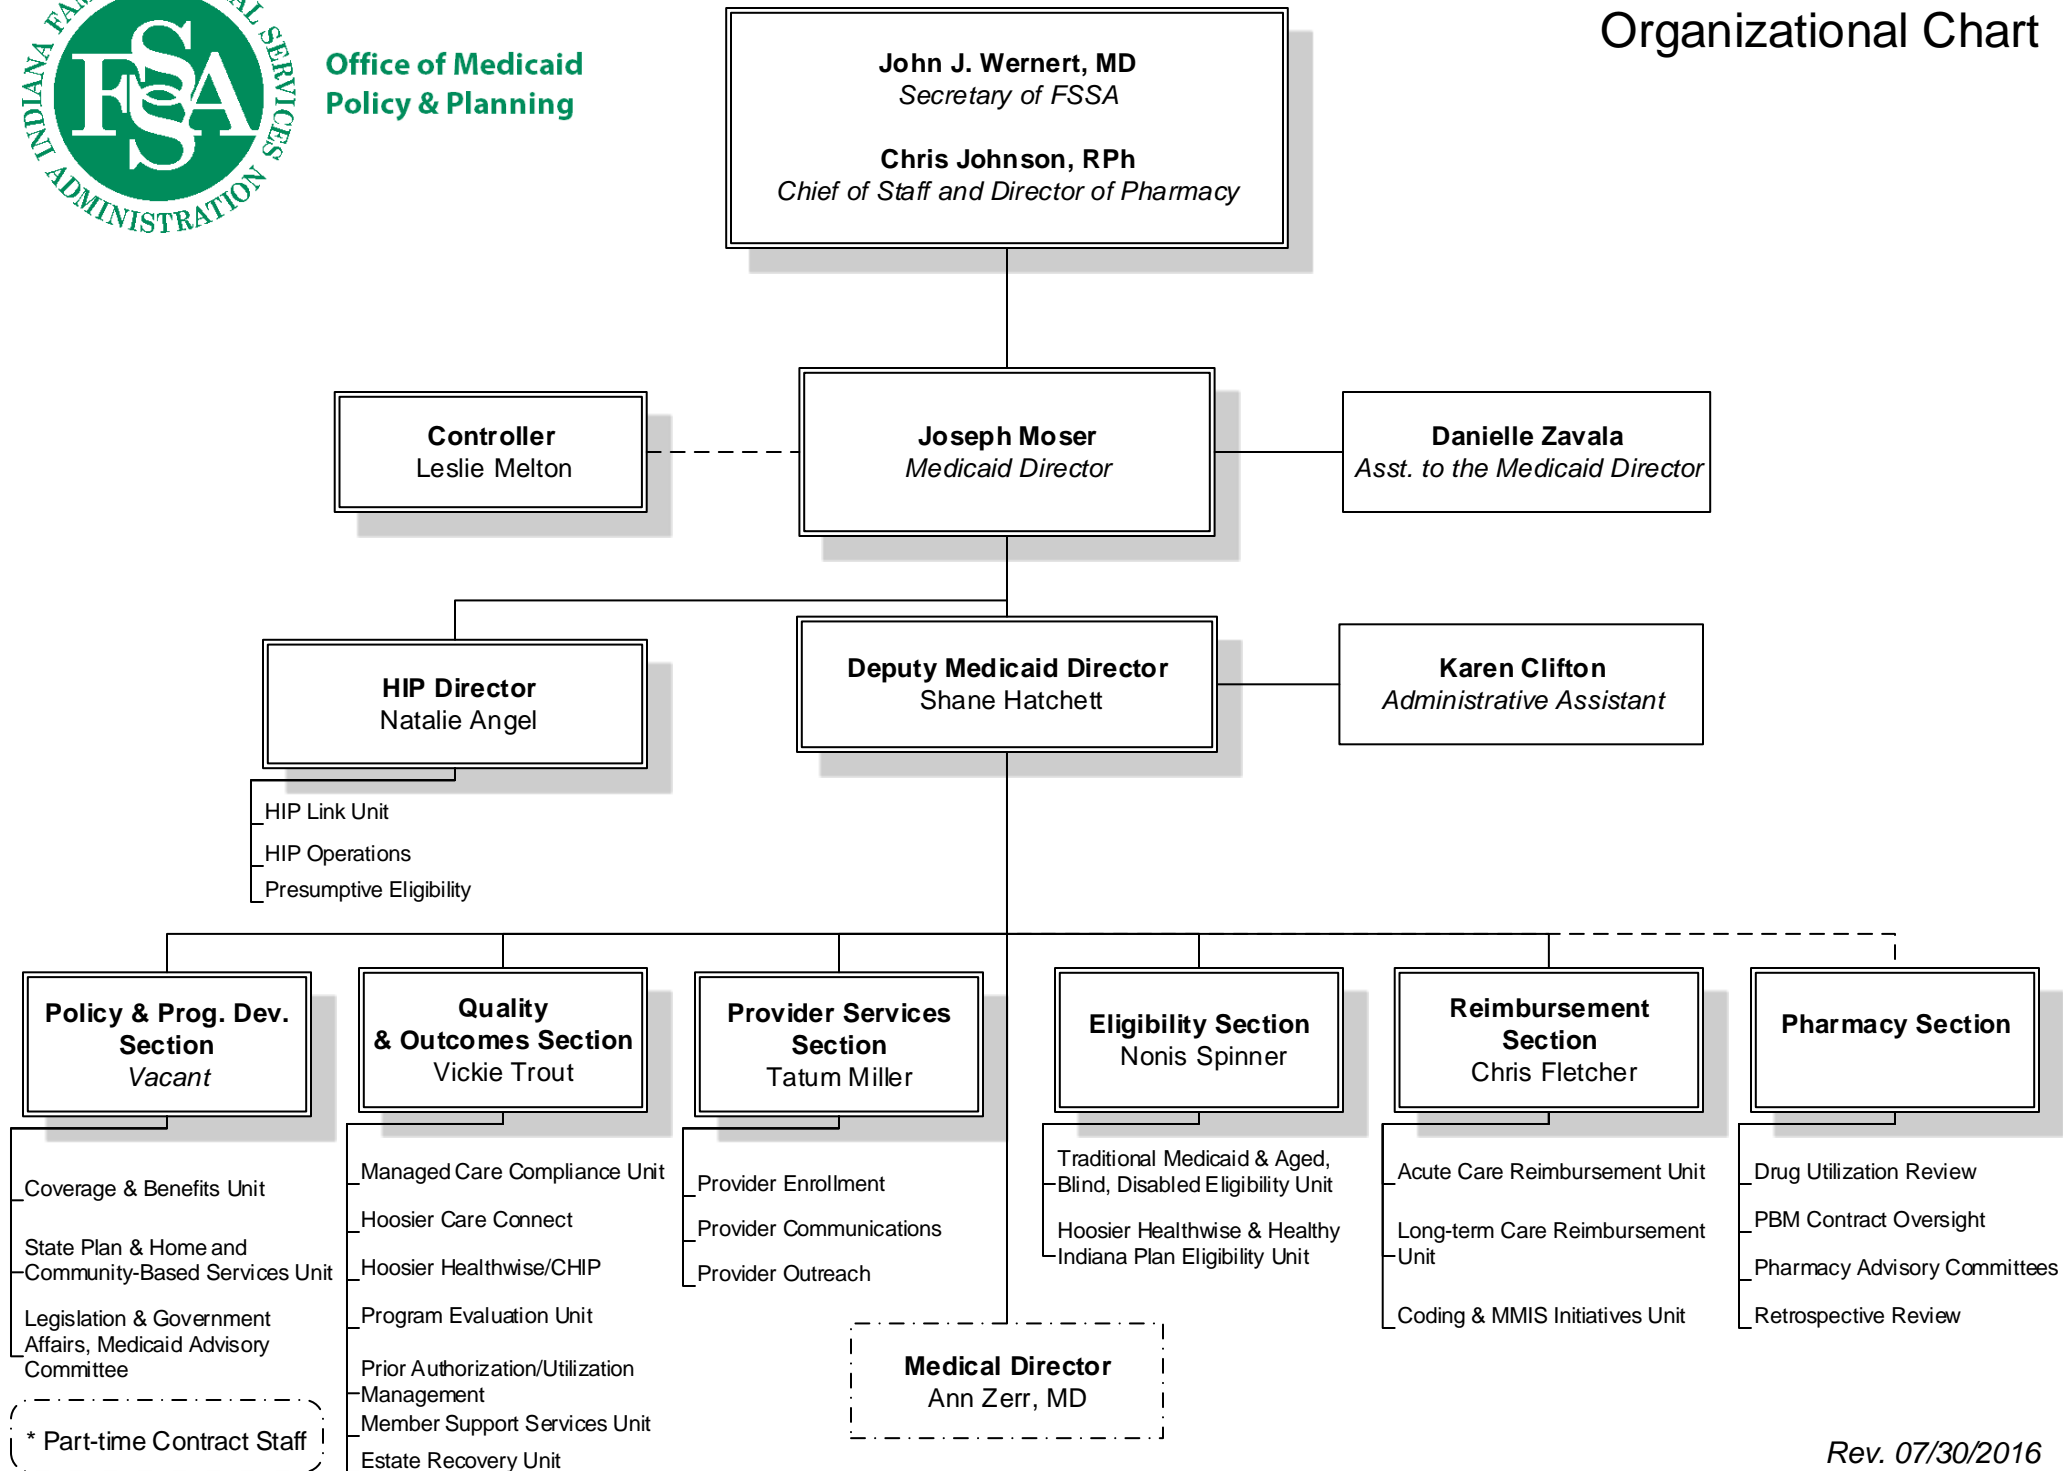 INDIANA FAM AL SERVICES
ADMINISTRATION
FSSA
Office of Medicaid
Policy & Planning
Organizational Chart
John J. Wernert, MD
Secretary of FSSA
Chris Johnson, RPh
Chief of Staff and Director of Pharmacy
Controller
Leslie Melton
Joseph Moser
Medicaid Director
Danielle Zavala
Asst. to the Medicaid Director
HIP Director
Natalie Angel
Deputy Medicaid Director
Shane Hatchett
Karen Clifton
Administrative Assistant
HIP Link Unit
HIP Operations
Presumptive Eligibility
Policy & Prog. Dev.
Section
Vacant
Coverage & Benefits Unit
State Plan & Home and
Community-Based Services Unit
Legislation & Government
Affairs, Medicaid Advisory
Committee
Quality
& Outcomes Section
Vickie Trout
Managed Care Compliance Unit
Hoosier Care Connect
Hoosier Healthwise/CHIP
Program Evaluation Unit
Prior Authorization/Utilization
Management
Member Support Services Unit
Estate Recovery Unit
Provider Services
Section
Tatum Miller
Provider Enrollment
Provider Communications
Provider Outreach
Eligibility Section
Nonis Spinner
Traditional Medicaid & Aged,
Blind, Disabled Eligibility Unit
Hoosier Healthwise & Healthy
Indiana Plan Eligibility Unit
Reimbursement
Section
Chris Fletcher
Acute Care Reimbursement Unit
Long-term Care Reimbursement
Unit
Coding & MMIS Initiatives Unit
Pharmacy Section
Drug Utilization Review
PBM Contract Oversight
Pharmacy Advisory Committees
Retrospective Review
Medical Director
Ann Zerr, MD
* Part-time Contract Staff
Rev. 07/30/2016